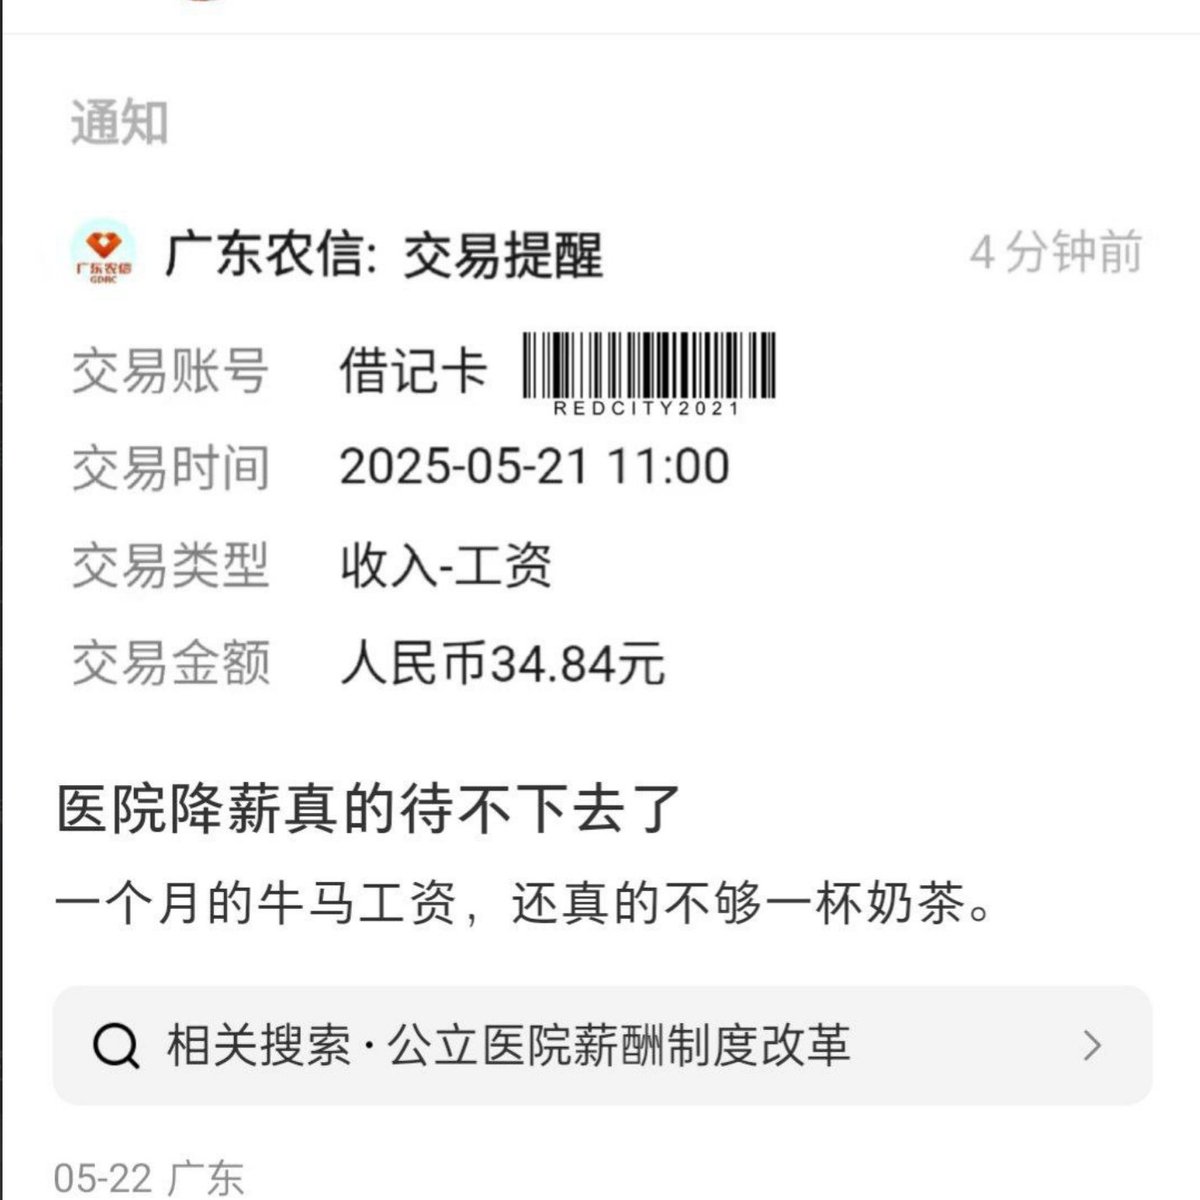 通知
广东农信
GDRC
广东农信: 交易提醒
4分钟前
交易账号 借记卡
REDCITY2021
交易时间 2025-05-21 11:00
交易类型 收入-工资
交易金额 人民币34.84元
医院降薪真的待不下去了
一个月的牛马工资，还真的不够一杯奶茶。
相关搜索·公立医院薪酬制度改革
05-22 广东